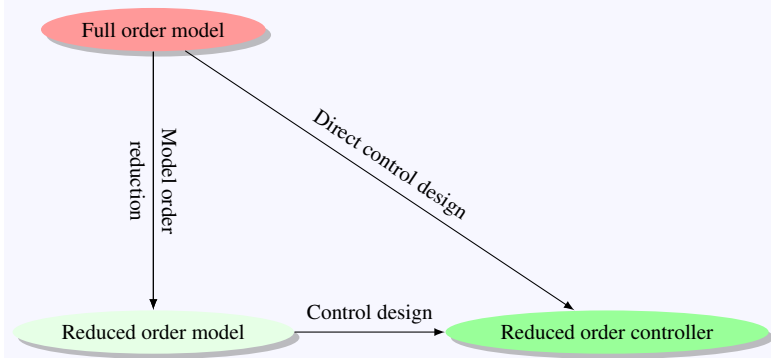 Full order model
Direct control design
Model order
reduction
Control design
Reduced order model
Reduced order controller